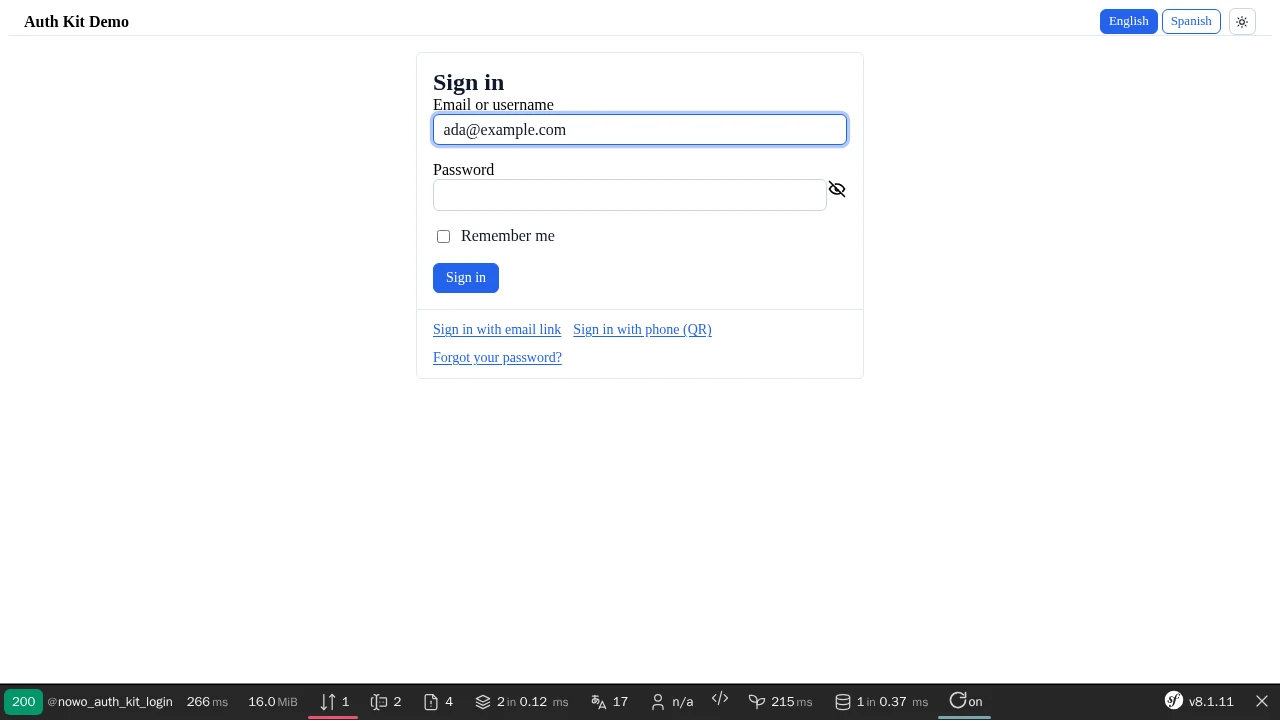 Auth Kit Demo
English Spanish
Sign in
Email or username
ada@example.com
Password
Remember me
Sign in
Sign in with email link Sign in with phone (QR)
Forgot your password?
200 @nowo_auth_kit_login 266 ms 16.0 MiB 1 2 4 2 in 0.12 ms 17 n/a 215 ms 1 in 0.37 ms on sf v8.1.11